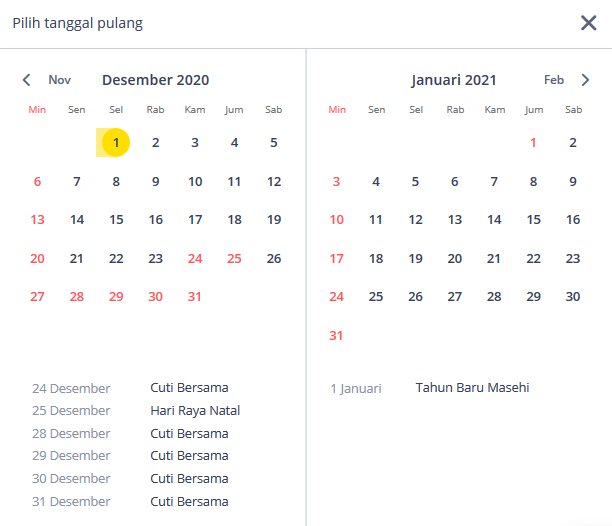 Pilih tanggal pulang
Nov Desember 2020
Min Sen Sel Rab Kam Jum Sab
1 2 3 4 5
6 7 8 9 10 11 12
13 14 15 16 17 18 19
20 21 22 23 24 25 26
27 28 29 30 31
24 Desember Cuti Bersama
25 Desember Hari Raya Natal
28 Desember Cuti Bersama
29 Desember Cuti Bersama
30 Desember Cuti Bersama
31 Desember Cuti Bersama
Januari 2021 Feb
Min Sen Sel Rab Kam Jum Sab
1 2
3 4 5 6 7 8 9
10 11 12 13 14 15 16
17 18 19 20 21 22 23
24 25 26 27 28 29 30
31
1 Januari Tahun Baru Masehi